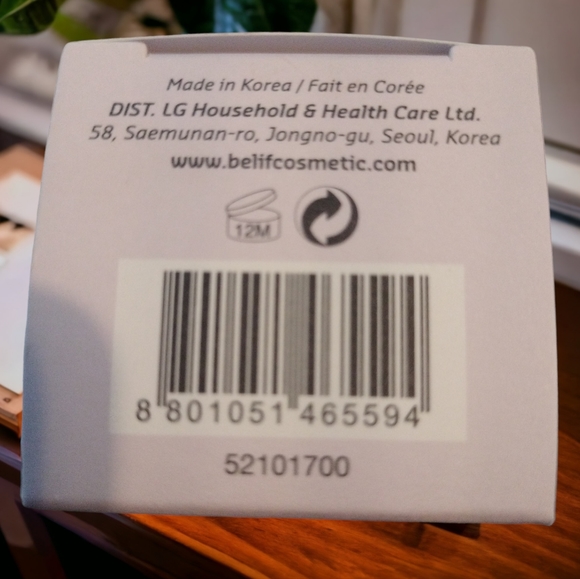 Made in Korea / Fait en Corée
DIST. LG Household & Health Care Ltd.
58, Saemunan-ro, Jongno-gu, Seoul, Korea
www.belifcosmetic.com
12M
8 801051 465594
52101700